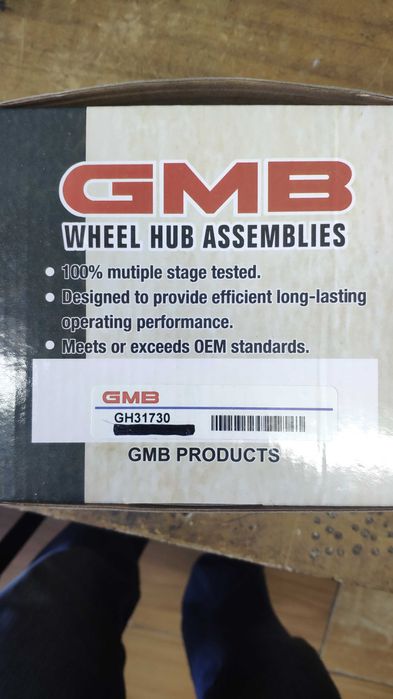 GMB
WHEEL HUB ASSEMBLIES
• 100% mutiple stage tested.
• Designed to provide efficient long-lasting
operating performance.
• Meets or exceeds OEM standards.
GMB
GH31730
GMB PRODUCTS